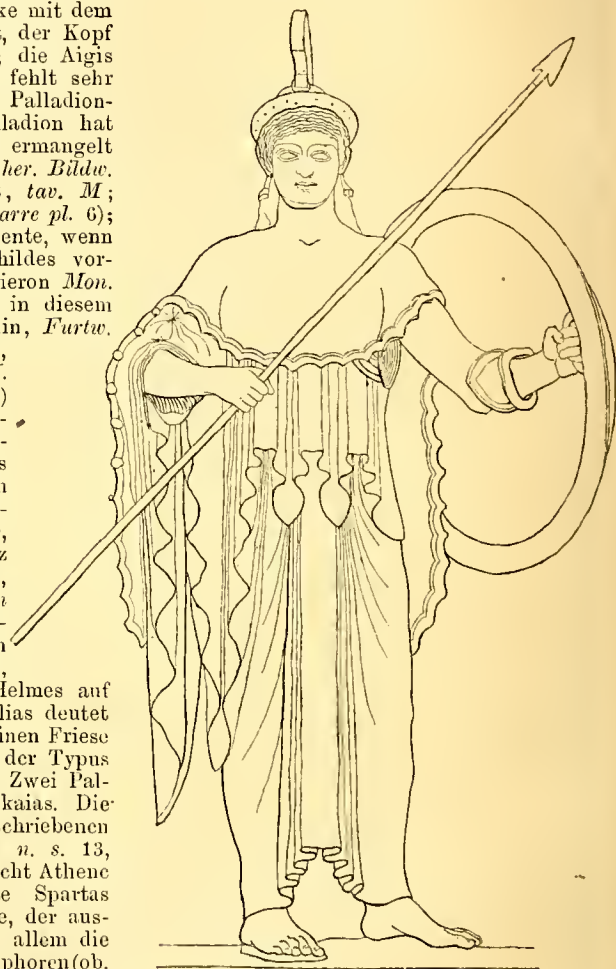 ke mit dem
, der Kopf
, die Aigis
fehlt sehr
Palladion-
ladion hat
ermangelt
her. Bildw.
, tav. M;
arre pl. 6);
ente, wenn
hildes vor-
ieron Mon.
in diesem
in, Furtw.
,
.
)
-
-
s
n
-
,
z
,
n
-
n
,
Helmes auf
lias deutet
inen Friese
der Typus
Zwei Pal-
kaias. Die-
schriebenen
n. s. 13,
cht Athene
e Spartas
e, der aus-
allem die
phoren (ob.